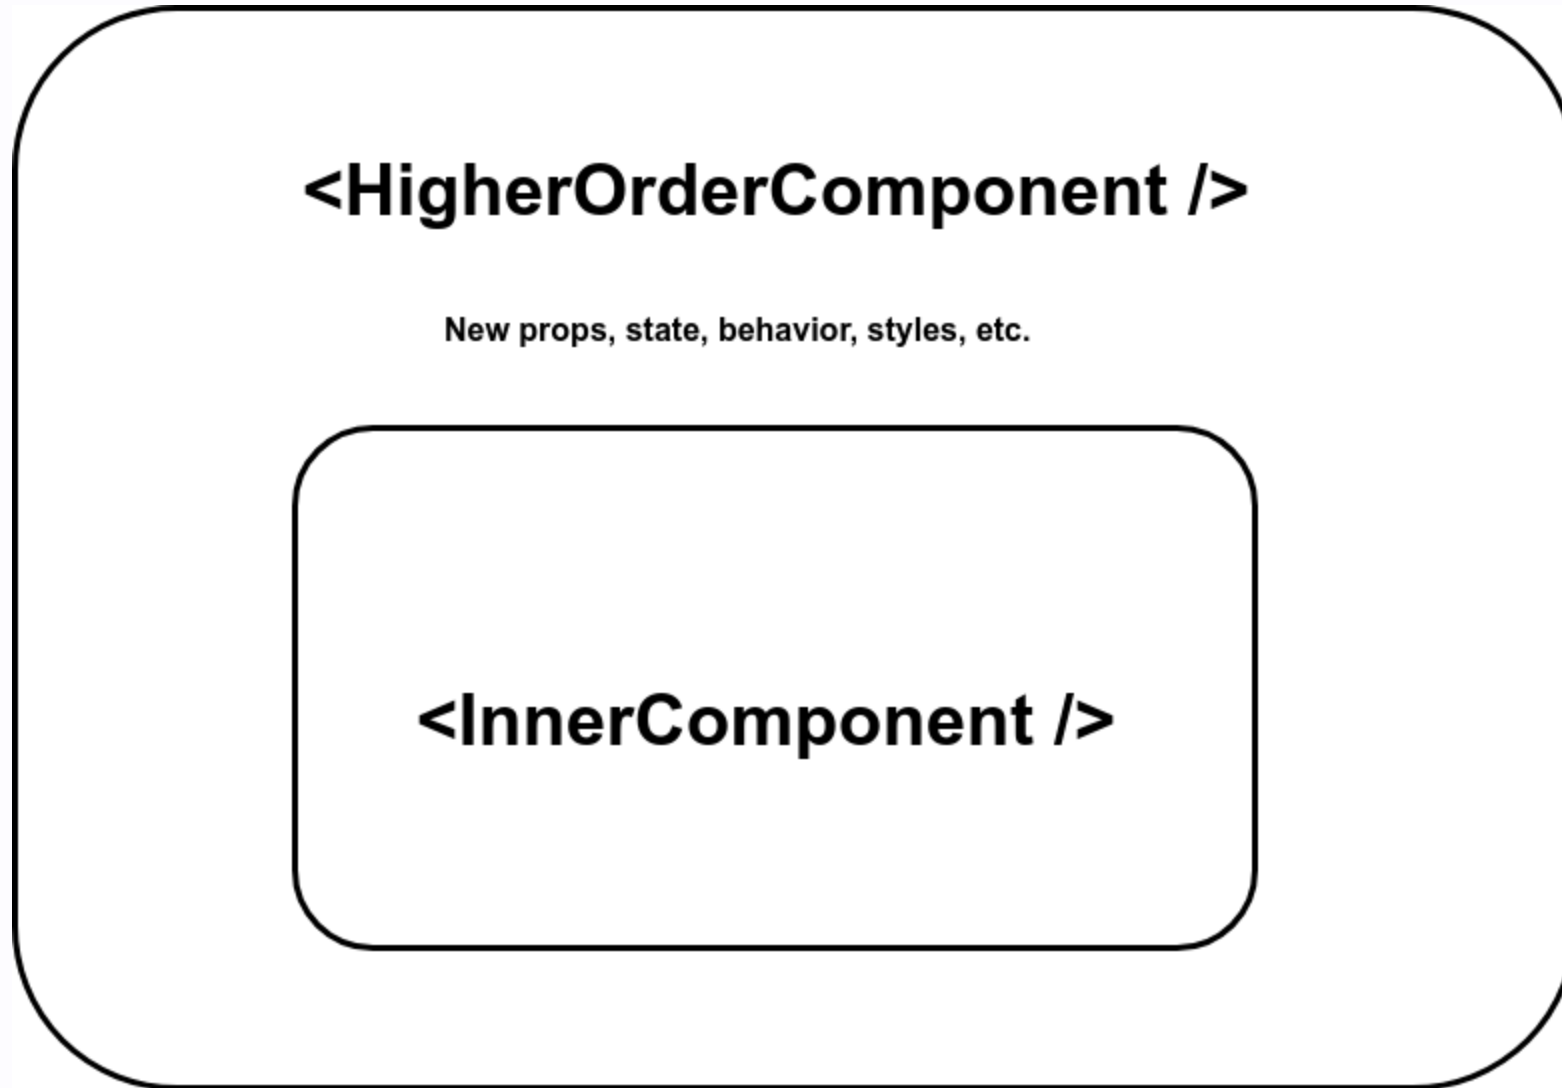 <HigherOrderComponent />
New props, state, behavior, styles, etc.
<InnerComponent />